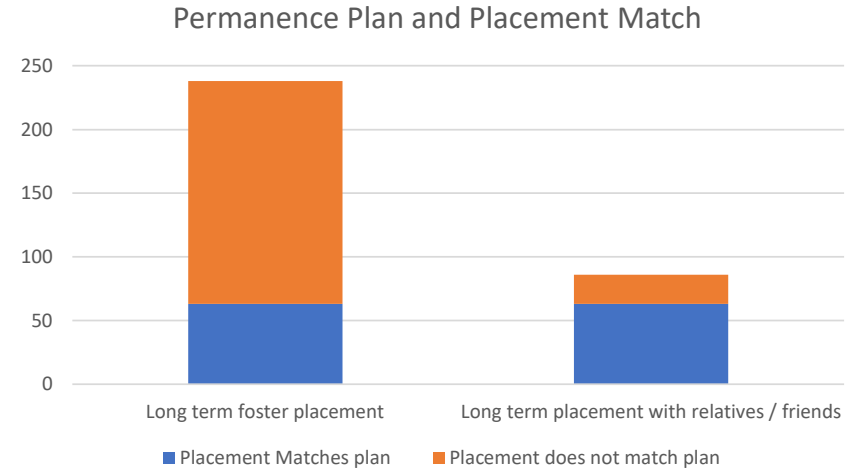 Permanence Plan and Placement Match
250
200
150
100
50
0
Long term foster placement
Long term placement with relatives / friends
Placement Matches plan
Placement does not match plan